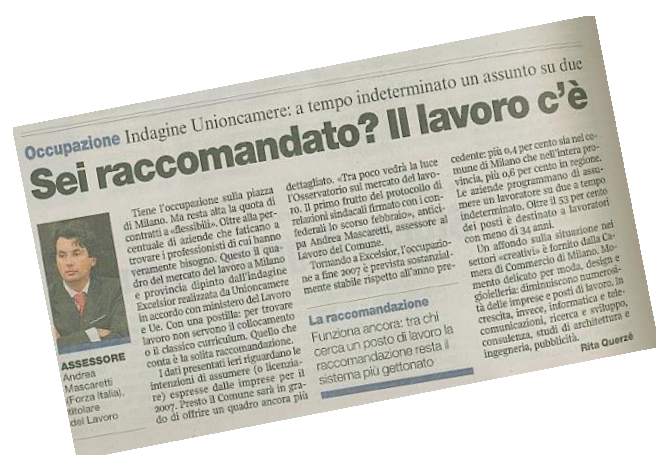 Occupazione Indagine Unioncamere: a tempo indeterminato un assunto su due
Sei raccomandato? Il lavoro c'è
ASSESSORE
Andrea
Mascaretti
(Forza Italia),
titolare
del Lavoro
Tiene l'occupazione sulla piazza
di Milano. Ma resta alta la quota di
contratti a «flessibili». Oltre alla per-
centuale di aziende che faticano a
trovare i professionisti di cui hanno
veramente bisogno. Questo il qua-
dro del mercato del lavoro a Milano
e provincia dipinto dall'indagine
Excelsior realizzata da Unioncamere
in accordo con ministero del Lavoro
e Ue. Con una postilla: per trovare
lavoro non servono il collocamento
o il classico curriculum. Quello che
conta è la solita raccomandazione.
I dati presentati ieri riguardano le
intenzioni di assumere (o licenzia-
re) espresse dalle imprese per il
2007. Presto il Comune sarà in gra-
do di offrire un quadro ancora più
dettagliato. «Tra poco vedrà la luce
l'Osservatorio sul mercato del lavo-
ro. Il primo frutto del protocollo di
relazioni sindacali firmato con i con-
federali lo scorso febbraio», antici-
pa Andrea Mascaretti, assessore al
Lavoro del Comune.
Tornando a Excelsior, l'occupazio-
ne a fine 2007 è prevista sostanzial-
mente stabile rispetto all'anno pre-
La raccomandazione
Funziona ancora: tra chi
cerca un posto di lavoro la
raccomandazione resta il
sistema più gettonato
cedente: più 0,4 per cento sia nel co-
mune di Milano che nell'intera pro-
vincia, più 0,6 per cento in regione.
Le aziende programmano di assu-
mere un lavoratore su due a tempo
indeterminato. Oltre il 53 per cento
dei posti è destinato a lavoratori
con meno di 34 anni.
Un affondo sulla situazione nei
settori «creativi» è fornito dalla Ca-
mera di Commercio di Milano. Mo-
mento delicato per moda, design e
gioielleria: diminuiscono numerosi-
tà delle imprese e posti di lavoro. In
crescita, invece, informatica e tele-
comunicazioni, ricerca e sviluppo,
consulenza, studi di architettura e
ingegneria, pubblicità.
Rita Querzé